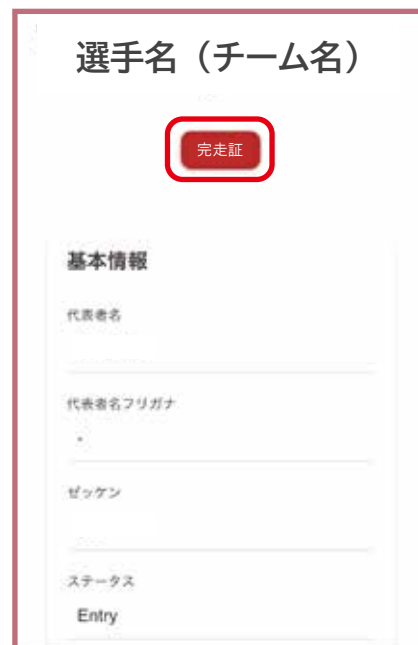 選手名（チーム名）
完走証
基本情報
代表者名
代表者名フリガナ
ゼッケン
ステータス
Entry